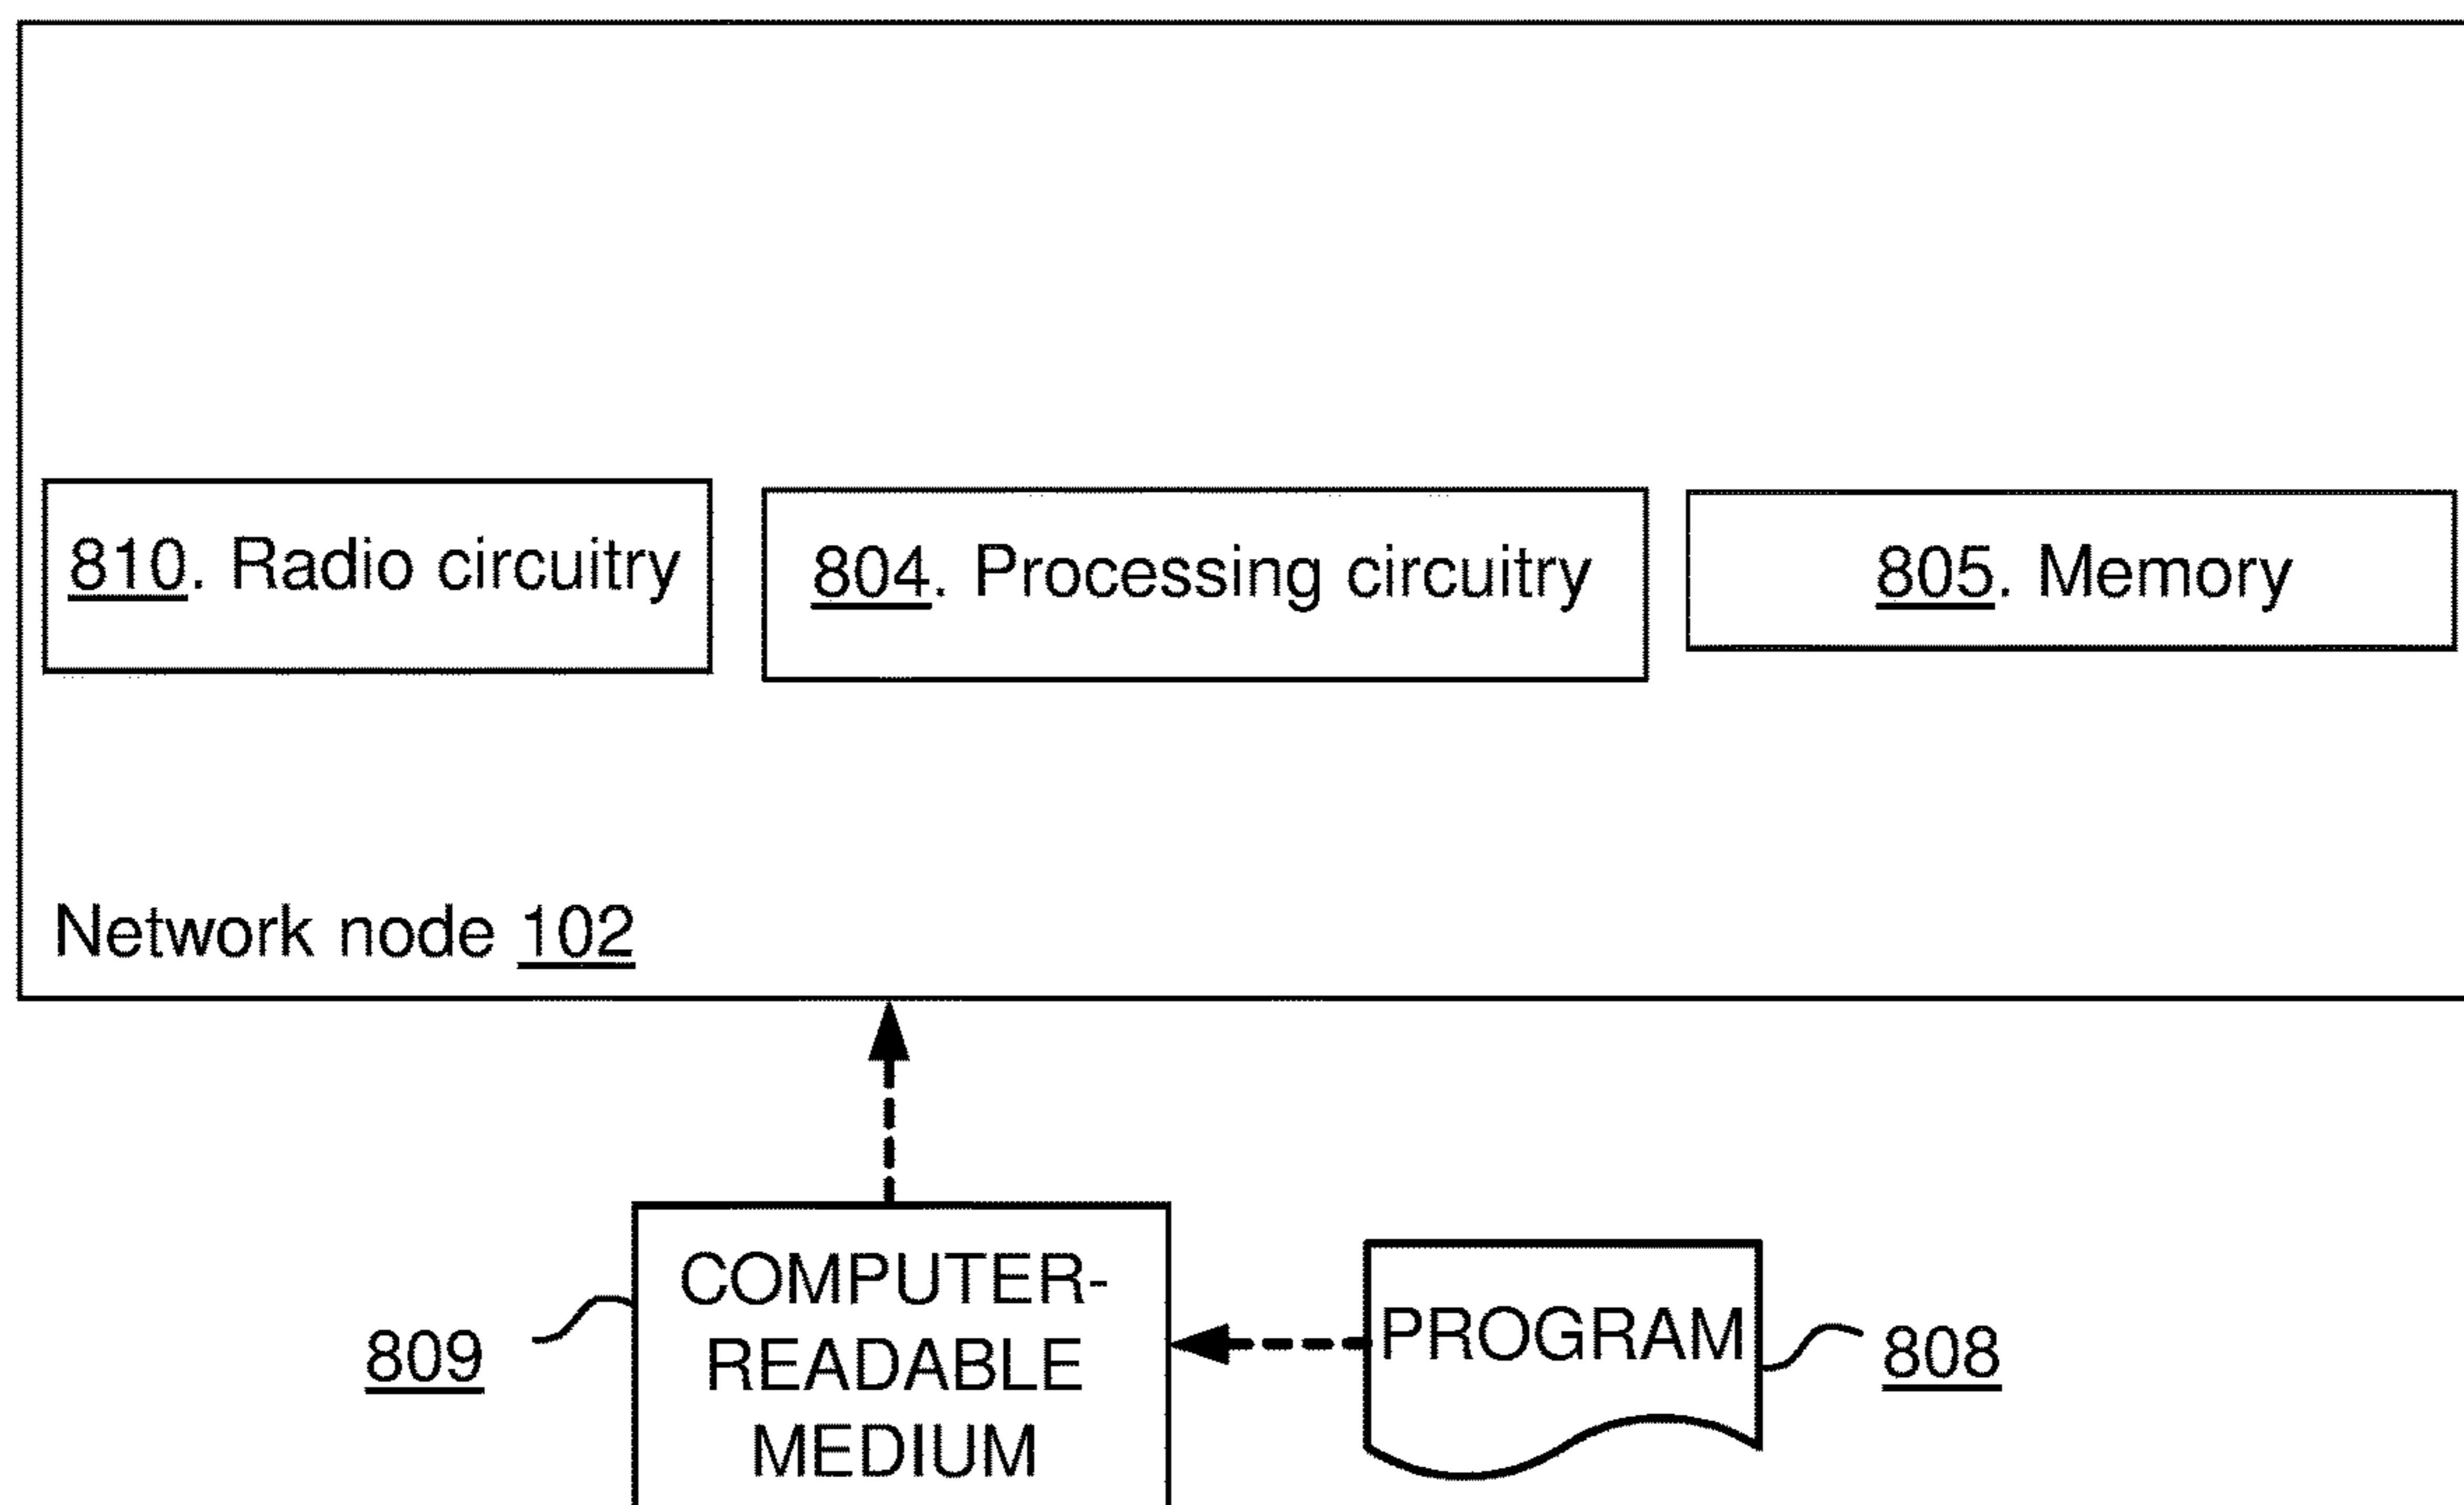 810. Radio circuitry
804. Processing circuitry
805. Memory
Network node 102
COMPUTER-
READABLE
MEDIUM
809
PROGRAM
808